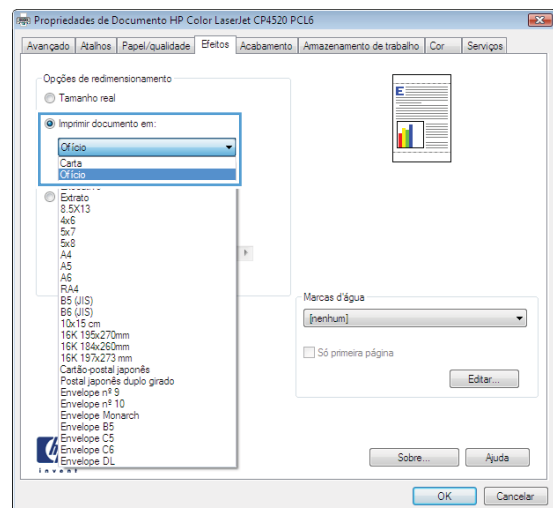 Propriedades de Documento HP Color LaserJet CP4520 PCL6
Avançado Atalhos Papel/qualidade Efeitos Acabamento Amazenamento de trabalho Cor Serviços
Opções de redimensionamento
Tamanho real
Imprimir documento em:
Ofício
Carta
Ofício
Extrato
8.5X13
4x6
5x7
5x8
A4
A5
A6
RA4
B5 (JIS)
B6 (JIS)
10x15 cm
16K 195x270mm
16K 184x260mm
16K 197x273 mm
Cartão-postal japonês
Postal japonês duplo girado
Envelope nº 9
Envelope nº 10
Envelope Monarch
Envelope B5
Envelope C5
Envelope C6
Envelope DL
E
Marcas d'água
[nenhum]
Só primeira página
Editar...
invent
Sobre... Ajuda
OK Cancelar